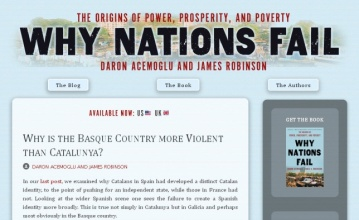 THE ORIGINS OF POWER, PROSPERITY, AND POVERTY
WHY NATIONS FAIL
DARON ACEMOGLU AND JAMES ROBINSON
The Blog
The Book
The Authors
AVAILABLE NOW: US UK
WHY IS THE BASQUE COUNTRY MORE VIOLENT
THAN CATALUNYA?
DARON ACEMOGLU AND JAMES ROBINSON
In our last post, we examined why Catalans in Spain had developed a distinct Catalan
identity, to the point of pushing for an independent state, while those in France had
not. Looking at the wider Spanish some one sees the failure to create a Spanish
identity more broadly. This is true not simply in Catalunya but in Galicia and perhaps
most obviously in the Basque country.
GET THE BOOK
WHY
NATIONS
FAIL